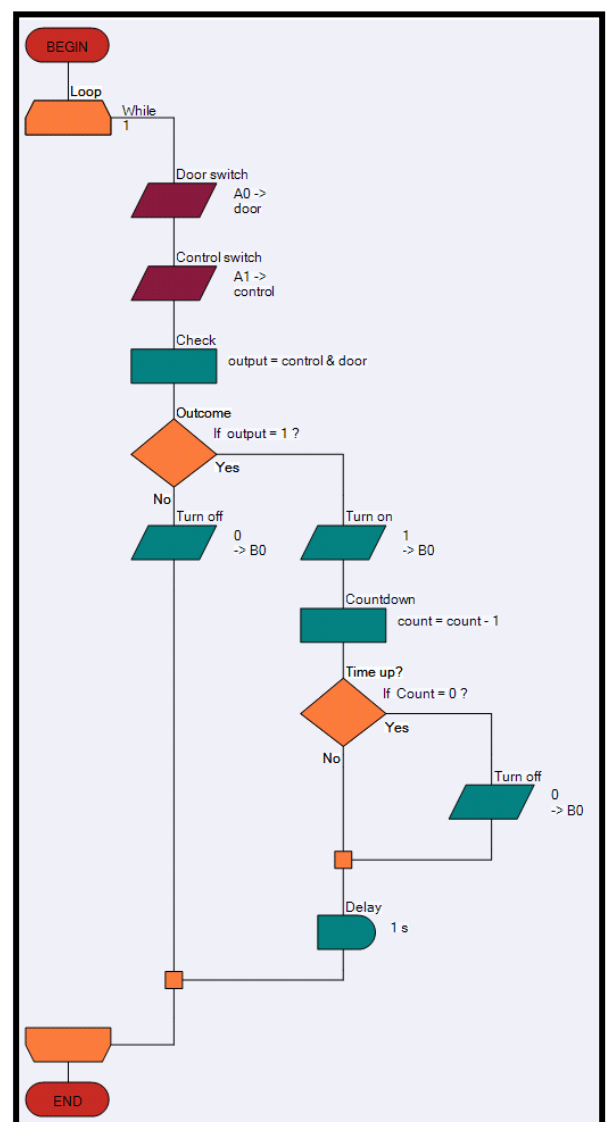 BEGIN
Loop
While
1
Door switch
A0 ->
door
Control switch
A1 ->
control
Check
output = control & door
Outcome
If output = 1 ?
Yes
No
Turn off
0
-> B0
Turn on
1
-> B0
Countdown
count = count - 1
Time up?
If Count = 0 ?
Yes
No
Turn off
0
-> B0
Delay
1 s
END